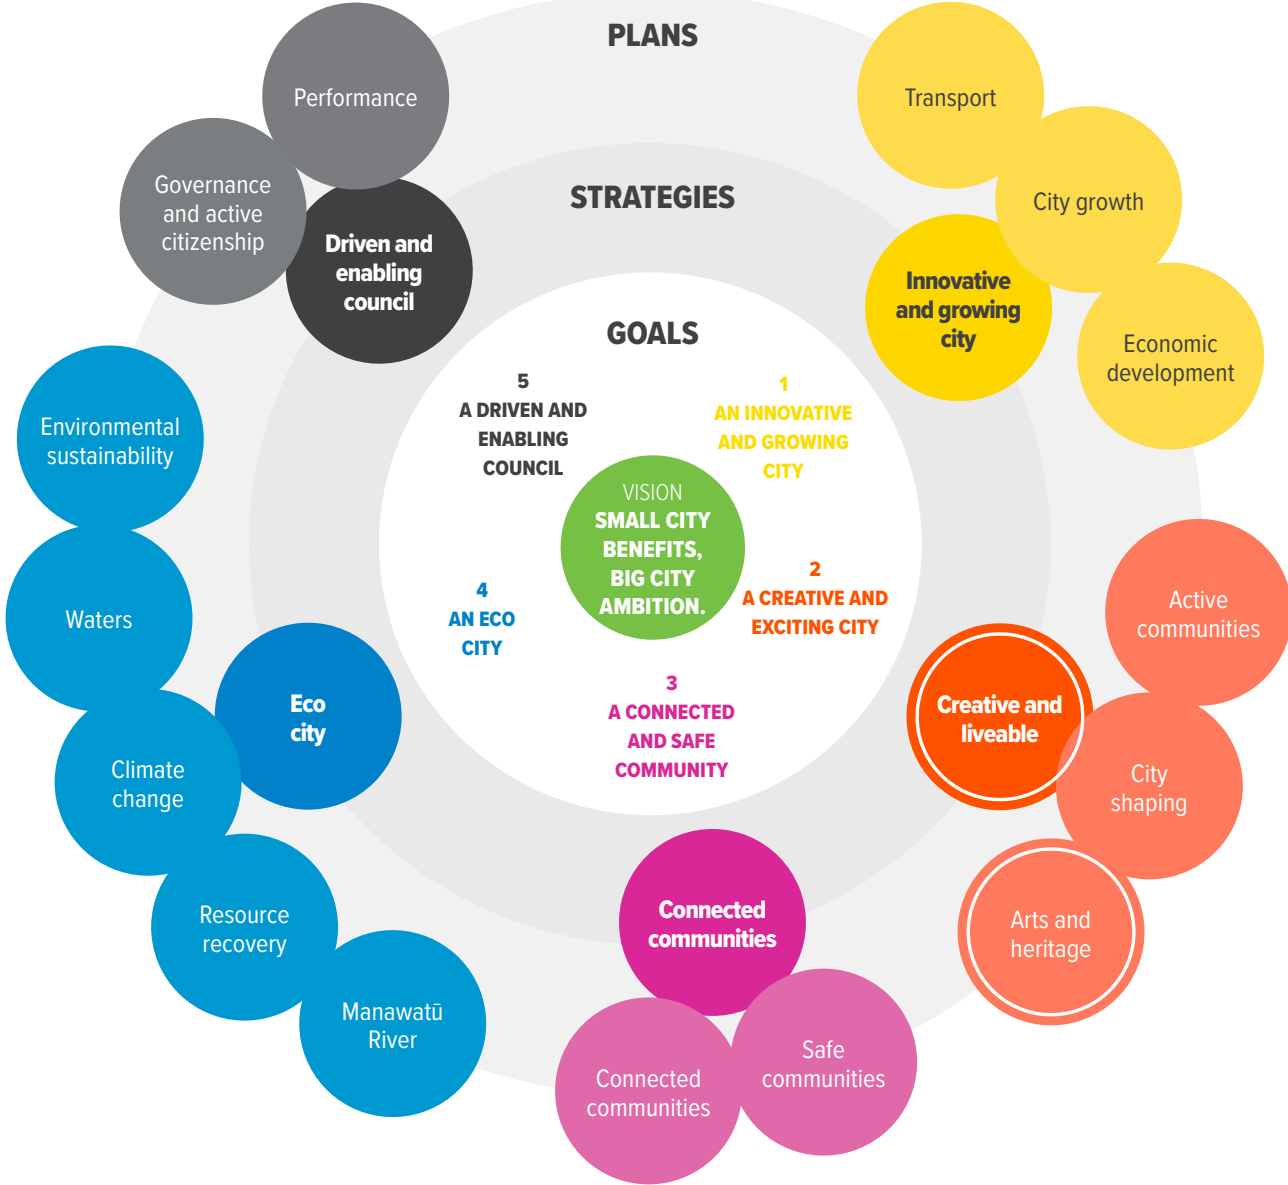 PLANS
Performance
Governance
and active
citizenship
Driven and
enabling
council
Transport
City growth
Economic
development
Innovative
and growing
city
STRATEGIES
GOALS
5
A DRIVEN AND
ENABLING
COUNCIL
1
AN INNOVATIVE
AND GROWING
CITY
VISION
SMALL CITY
BENEFITS,
BIG CITY
AMBITION.
2
A CREATIVE AND
EXCITING CITY
4
AN ECO
CITY
3
A CONNECTED
AND SAFE
COMMUNITY
Environmental
sustainability
Waters
Climate
change
Resource
recovery
Manawatū
River
Eco
city
Active
communities
Creative and
liveable
City
shaping
Arts and
heritage
Connected
communities
Connected
communities
Safe
communities